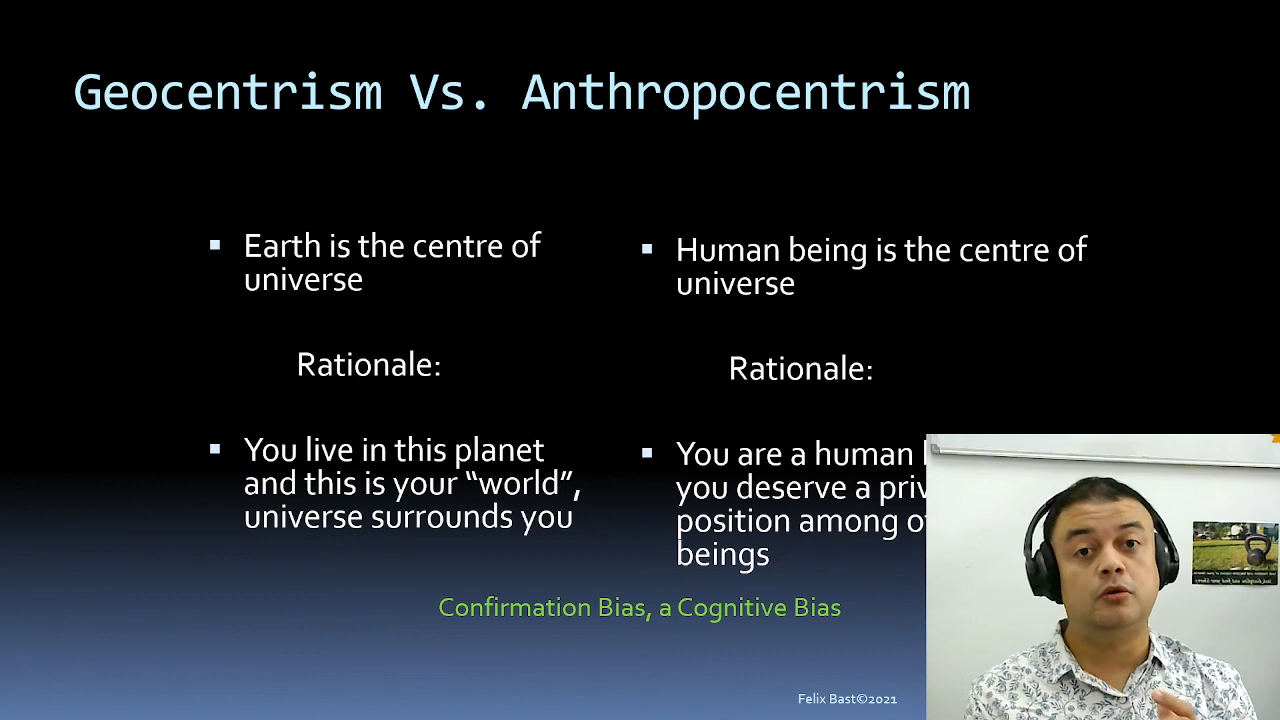 Geocentrism Vs. Anthropocentrism
Earth is the centre of
universe
Rationale:
You live in this planet
and this is your “world”,
universe surrounds you
Human being is the centre of
universe
Rationale:
You are a human
you deserve a
position among
beings
Confirmation Bias, a Cognitive Bias
Felix Bast©2021